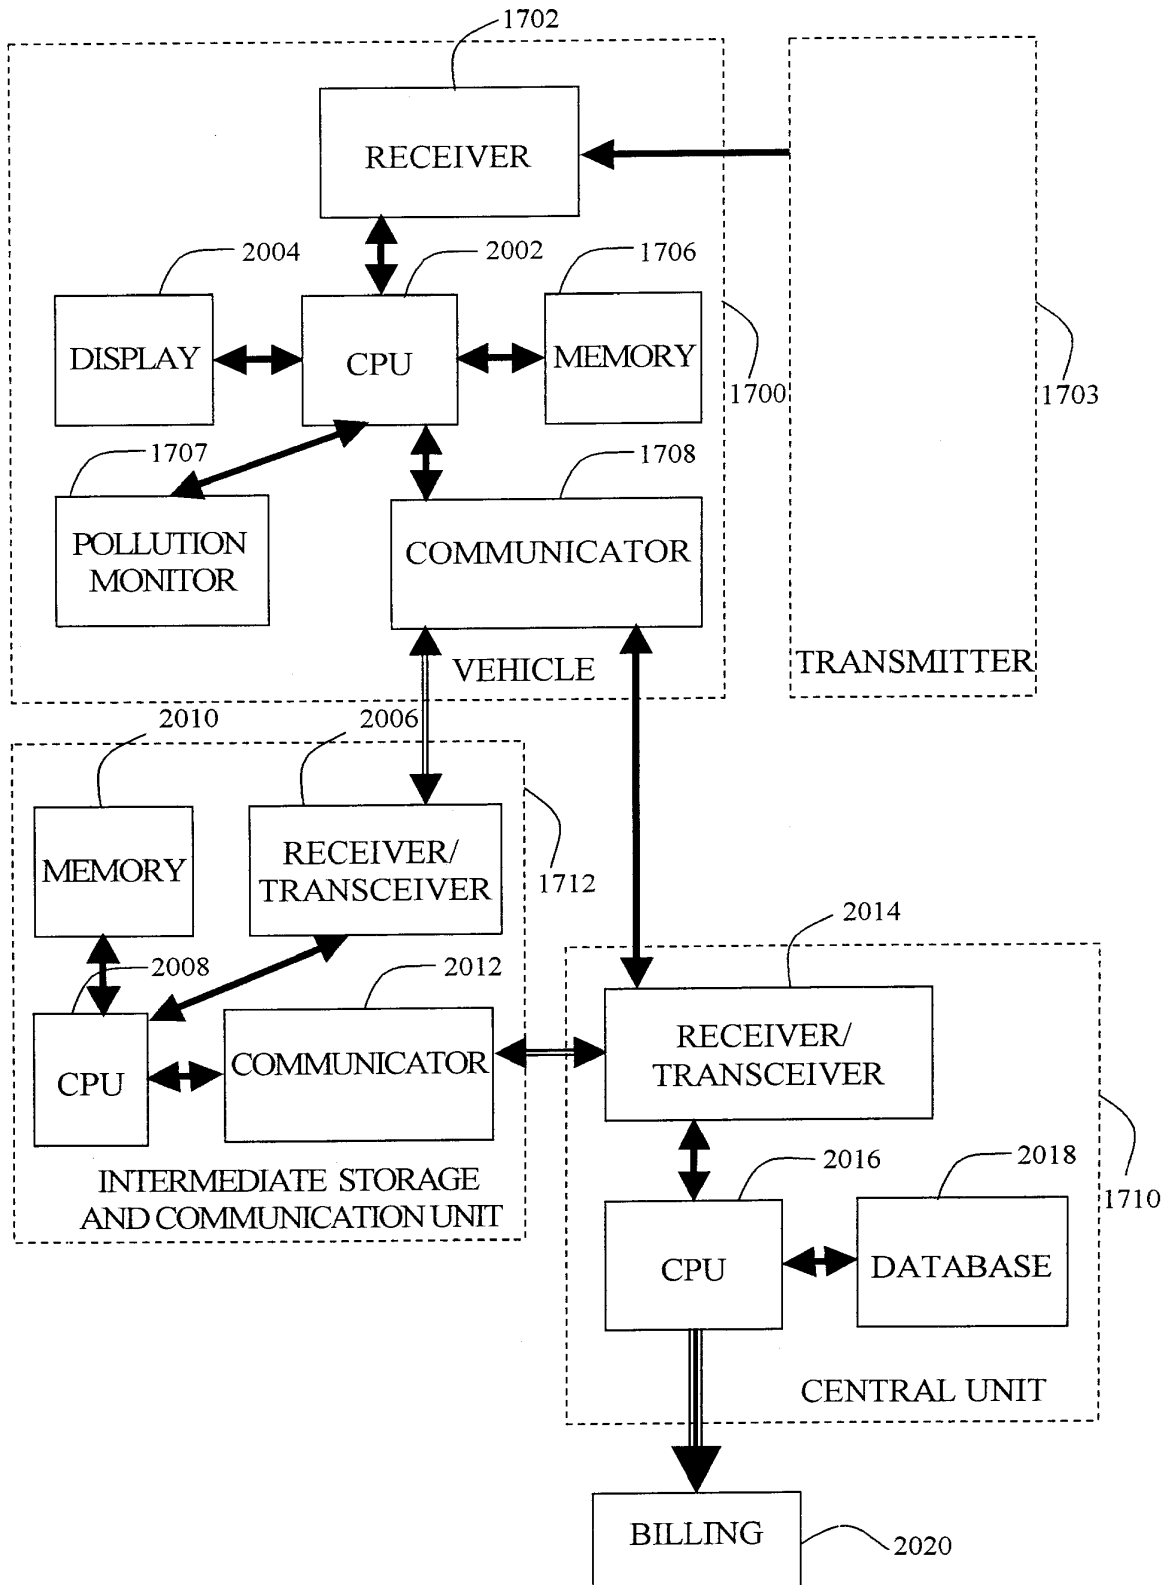 1702
RECEIVER
2004
2002
1706
DISPLAY
CPU
MEMORY
1700
1703
1707
1708
POLLUTION
MONITOR
COMMUNICATOR
VEHICLE
TRANSMITTER
2010
2006
MEMORY
RECEIVER/
TRANSCEIVER
1712
2014
2008
2012
CPU
COMMUNICATOR
RECEIVER/
TRANSCEIVER
INTERMEDIATE STORAGE
AND COMMUNICATION UNIT
2016
2018
1710
CPU
DATABASE
CENTRAL UNIT
BILLING
2020